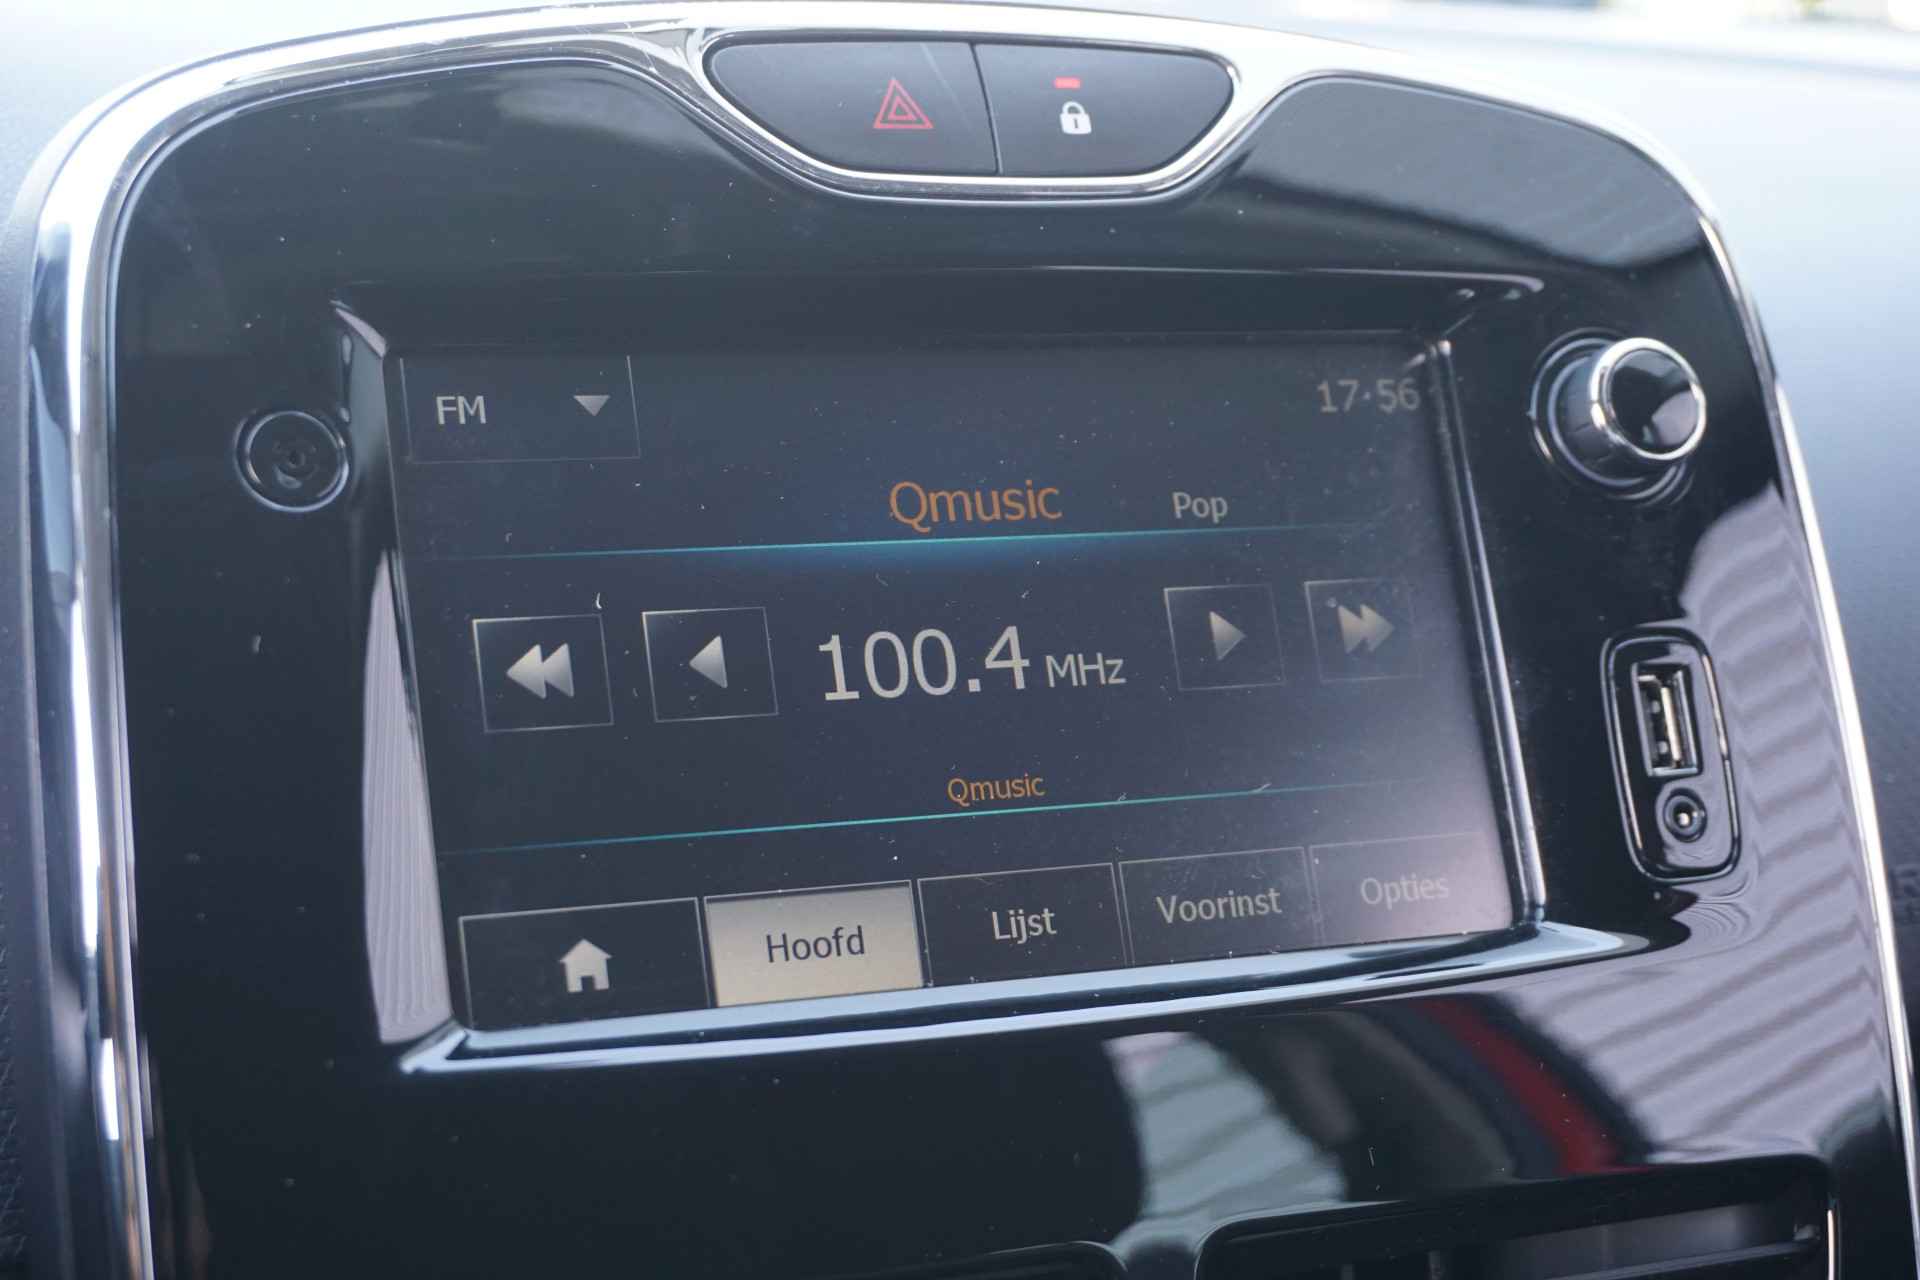 FM
17:56
Qmusic Pop
100.4 MHz
Qmusic
Hoofd Lijst Voorinst Opties